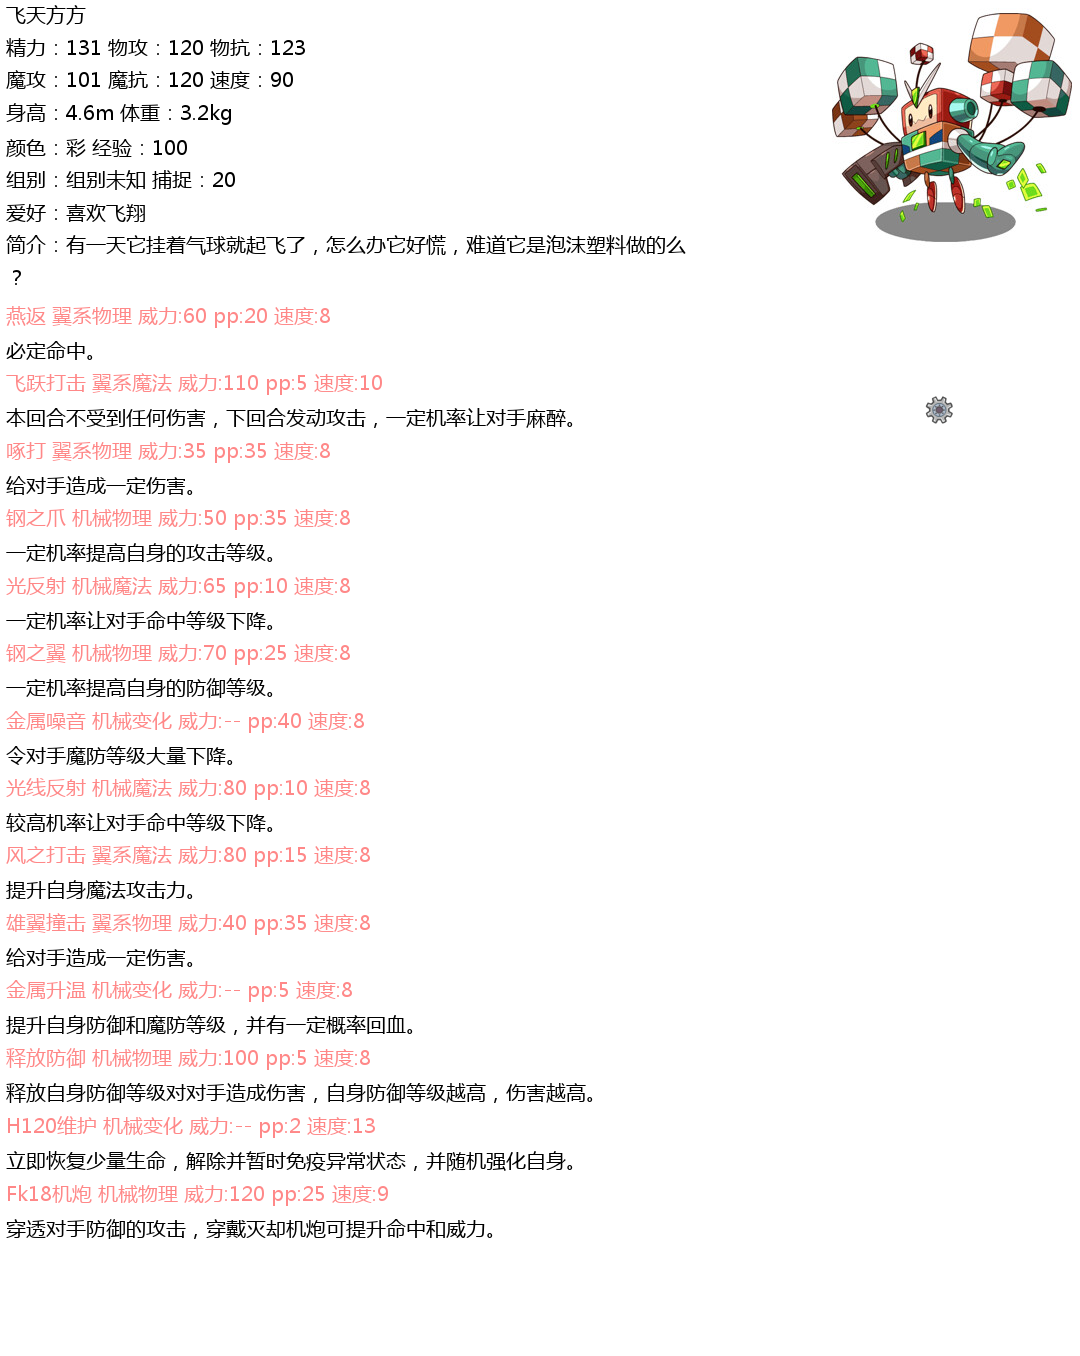 飞天方方
精力：131 物攻：120 物抗：123
魔攻：101 魔抗：120 速度：90
身高：4.6m 体重：3.2kg
颜色：彩 经验：100
组别：组别未知 捕捉：20
爱好：喜欢飞翔
简介：有一天它挂着气球就起飞了，怎么办它好慌，难道它是泡沫塑料做的么
？
燕返 翼系物理 威力:60 pp:20 速度:8
必定命中。
飞跃打击 翼系魔法 威力:110 pp:5 速度:10
本回合不受到任何伤害，下回合发动攻击，一定机率让对手麻醉。
啄打 翼系物理 威力:35 pp:35 速度:8
给对手造成一定伤害。
钢之爪 机械物理 威力:50 pp:35 速度:8
一定机率提高自身的攻击等级。
光反射 机械魔法 威力:65 pp:10 速度:8
一定机率让对手命中等级下降。
钢之翼 机械物理 威力:70 pp:25 速度:8
一定机率提高自身的防御等级。
金属噪音 机械变化 威力:-- pp:40 速度:8
令对手魔防等级大量下降。
光线反射 机械魔法 威力:80 pp:10 速度:8
较高机率让对手命中等级下降。
风之打击 翼系魔法 威力:80 pp:15 速度:8
提升自身魔法攻击力。
雄翼撞击 翼系物理 威力:40 pp:35 速度:8
给对手造成一定伤害。
金属升温 机械变化 威力:-- pp:5 速度:8
提升自身防御和魔防等级，并有一定概率回血。
释放防御 机械物理 威力:100 pp:5 速度:8
释放自身防御等级对对手造成伤害，自身防御等级越高，伤害越高。
H120维护 机械变化 威力:-- pp:2 速度:13
立即恢复少量生命，解除并暂时免疫异常状态，并随机强化自身。
Fk18机炮 机械物理 威力:120 pp:25 速度:9
穿透对手防御的攻击，穿戴灭却机炮可提升命中和威力。